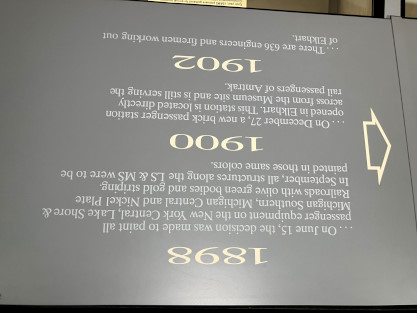 1898
. . . On June 15, the decision was made to paint all
passenger equipment on the New York Central, Lake Shore &
Michigan Southern, Michigan Central and Nickel Plate
Railroads with olive green bodies and gold striping.
In September, all structures along the LS & MS were to be
painted in those same colors.
1900
. . . On December 27, a new brick passenger station
opened in Elkhart. This station is located directly
across from the Museum site and is still serving the
rail passengers of Amtrak.
1902
. . . There are 636 engineers and firemen working out
of Elkhart.